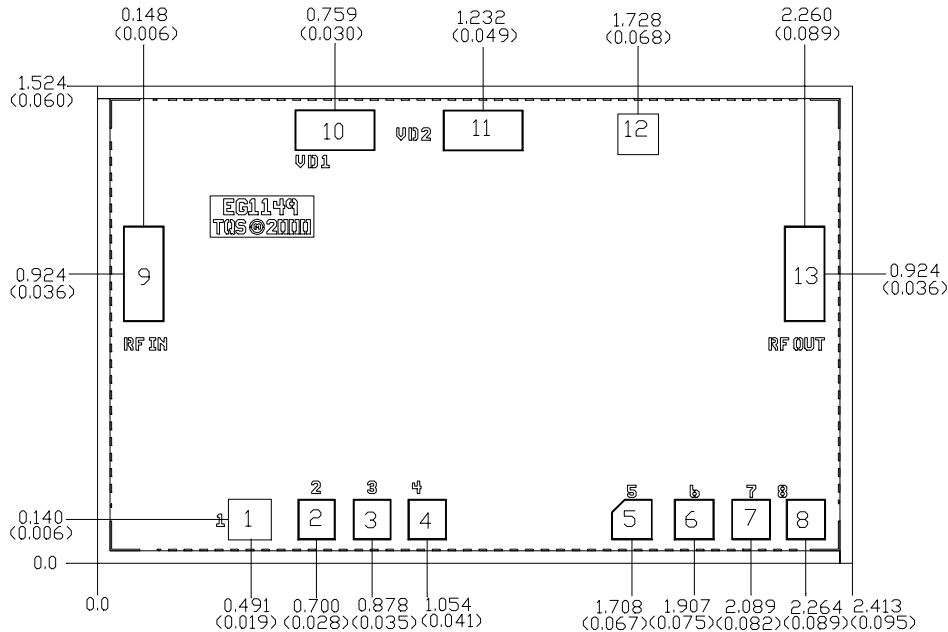 0.148 0.759 1.232 1.728 2.260
(0.006) (0.030) (0.049) (0.068) (0.089)
1.524
(0.060)
10 11 12
VD2
VD1
EG1149
TQS©2000
0.924 9 13 0.924
(0.036) (0.036)
RF IN RF OUT
2 3 4 5 6 7 8
0.140 1 1 2 3 4 5 6 7 8
(0.006)
0.0
0.0 0.491 0.700 0.878 1.054 1.708 1.907 2.089 2.264 2.413
(0.019) (0.028) (0.035) (0.041) (0.067) (0.075) (0.082) (0.089) (0.095)